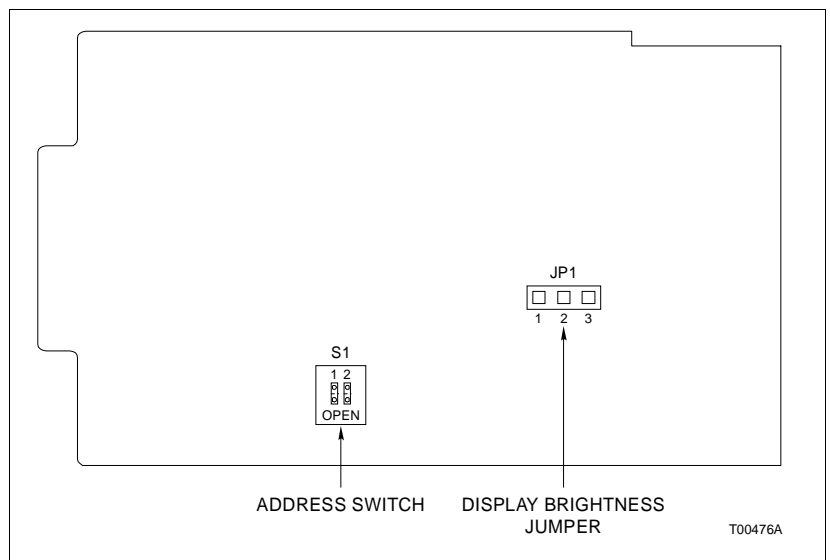 JP1
1 2 3
S1
1 2
OPEN
ADDRESS SWITCH
DISPLAY BRIGHTNESS
JUMPER
T00476A